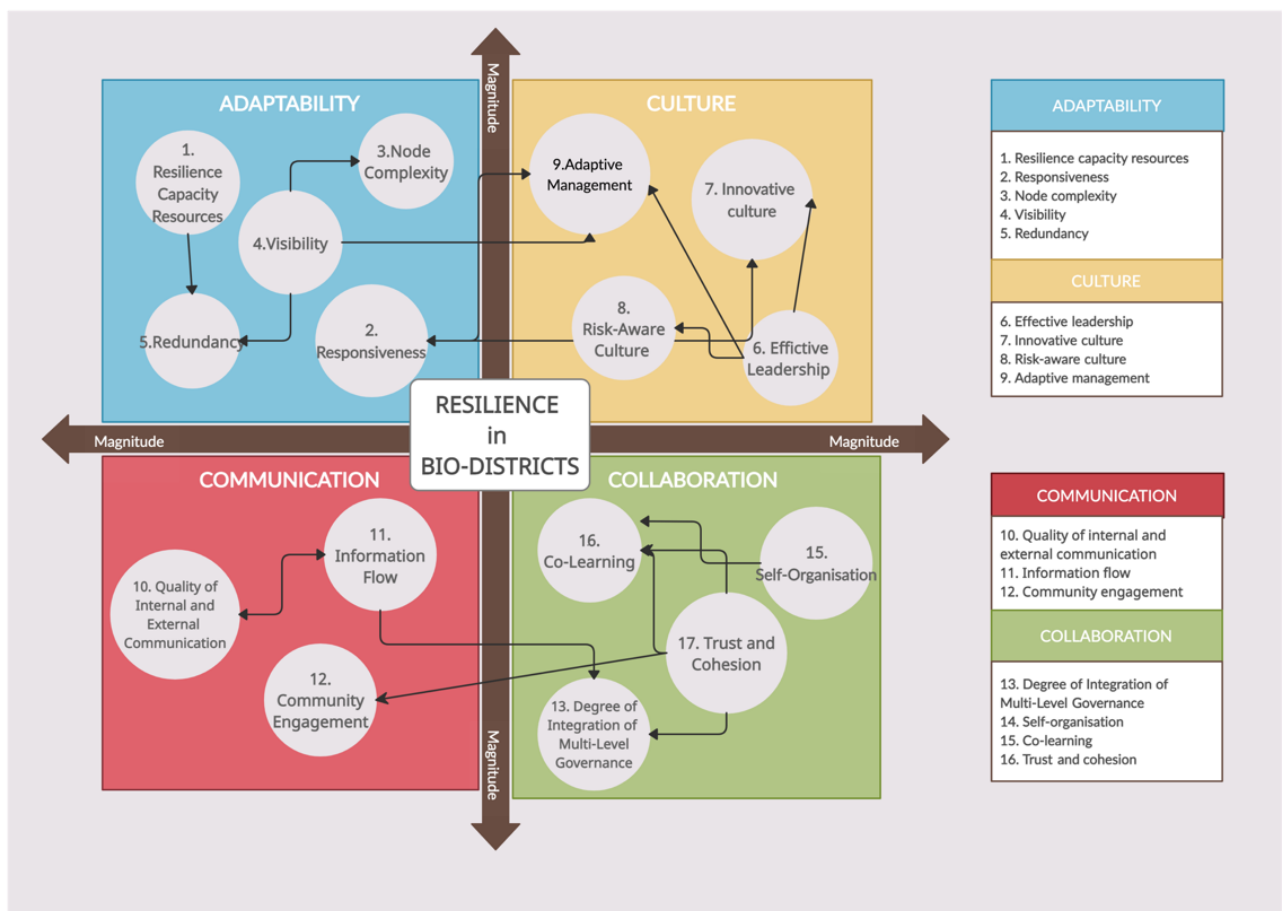 Magnitude
ADAPTABILITY
1.
Resilience
Capacity
Resources
3.Node
Complexity
4.Visibility
5.Redundancy
2.
Responsiveness
CULTURE
9.Adaptive
Management
7. Innovative
culture
8.
Risk-Aware
Culture
6. Effictive
Leadership
RESILIENCE
in
BIO-DISTRICTS
Magnitude
Magnitude
COMMUNICATION
11.
Information
Flow
10. Quality of
Internal and
External
Communication
12.
Community
Engagement
COLLABORATION
16.
Co-Learning
15.
Self-Organisation
17. Trust and
Cohesion
13. Degree of
Integration of
Multi-Level
Governance
Magnitude
ADAPTABILITY
1. Resilience capacity resources
2. Responsiveness
3. Node complexity
4. Visibility
5. Redundancy
CULTURE
6. Effective leadership
7. Innovative culture
8. Risk-aware culture
9. Adaptive management
COMMUNICATION
10. Quality of internal and
external communication
11. Information flow
12. Community engagement
COLLABORATION
13. Degree of Integration of
Multi-Level Governance
14. Self-organisation
15. Co-learning
16. Trust and cohesion